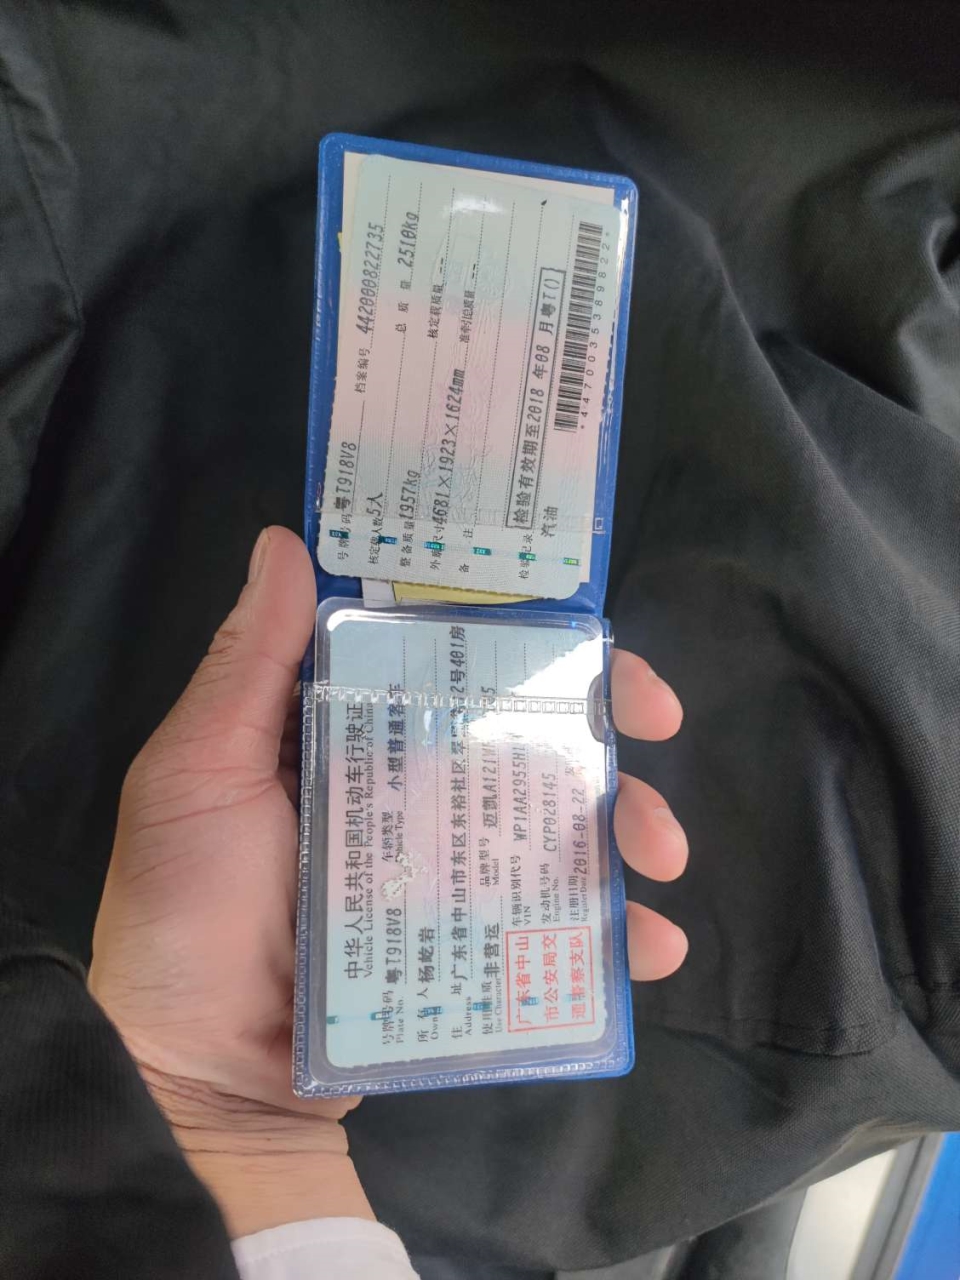 号牌号码 粤T918V8 档案编号 442000822735
核定载人数 5人 总质量 2510kg
整备质量 1957kg 核定载质量 --
外廓尺寸 4681×1923×1624mm 准牵引总质量 --
备注
检验记录 检验有效期至2018年08月粤T()
汽油
*4470035389822*
中华人民共和国机动车行驶证
Vehicle License of the People's Republic of China
号牌号码 粤T918V8 车辆类型 小型普通客车
Plate No. Vehicle Type
所有人 杨屹岩
Owner
住址 广东省中山市东区东裕社区 2号401房
Address
使用性质 非营运 品牌型号 迈凯
Use Character Model
广东省中山 车辆识别代号 WP1AA2955HL
VIN
市公安局交 发动机号码 CYP028145
Engine No.
通警察支队 注册日期 2016-08-22
Register Date